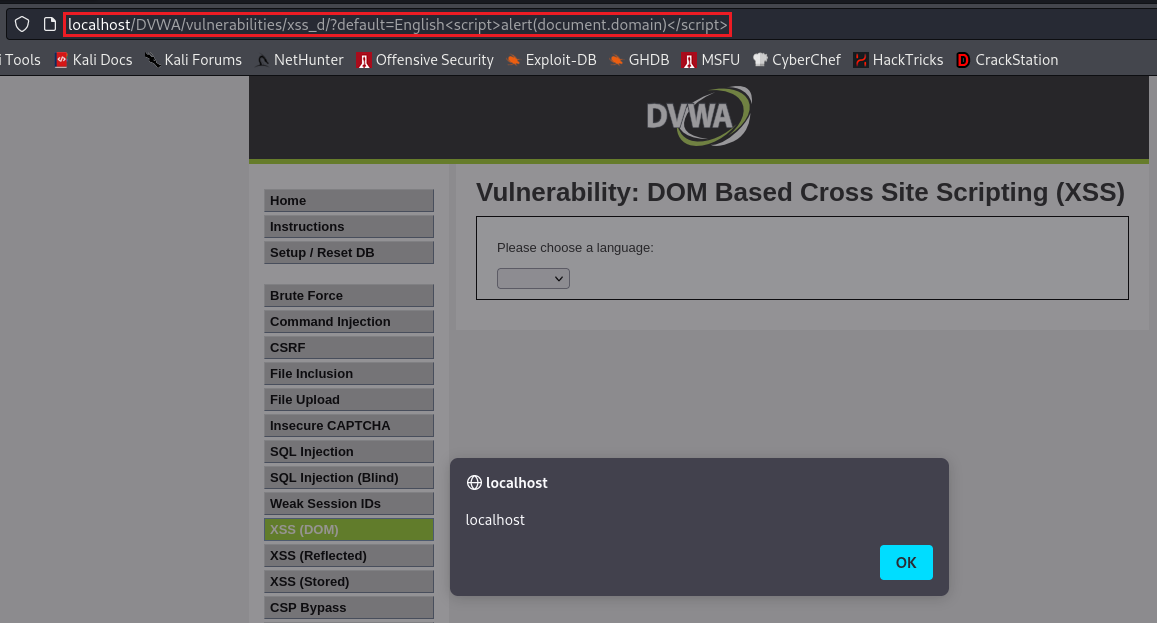 localhost/DVWA/vulnerabilities/xss_d/?default=English<script>alert(document.domain)</script>
i Tools Kali Docs Kali Forums NetHunter Offensive Security Exploit-DB GHDB MSFU CyberChef HackTricks CrackStation
DVWA
Vulnerability: DOM Based Cross Site Scripting (XSS)
Please choose a language:
Home
Instructions
Setup / Reset DB
Brute Force
Command Injection
CSRF
File Inclusion
File Upload
Insecure CAPTCHA
SQL Injection
SQL Injection (Blind)
Weak Session IDs
XSS (DOM)
XSS (Reflected)
XSS (Stored)
CSP Bypass
localhost
localhost
OK